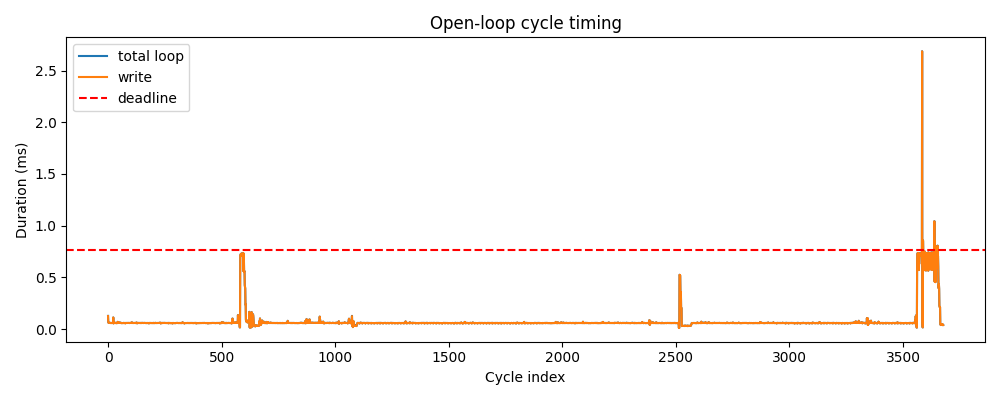 Open-loop cycle timing
total loop
write
deadline
Duration (ms)
2.5
2.0
1.5
1.0
0.5
0.0
0 500 1000 1500 2000 2500 3000 3500
Cycle index